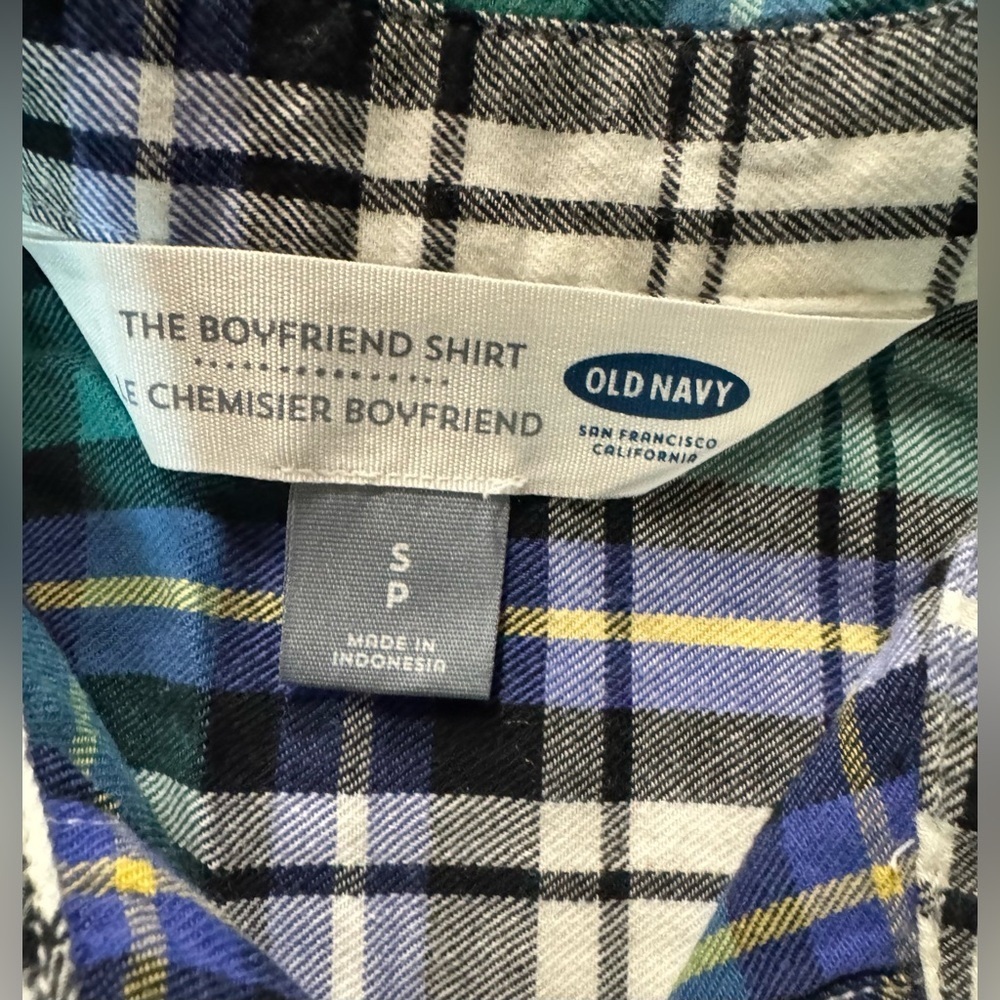 THE BOYFRIEND SHIRT
LE CHEMISIER BOYFRIEND
OLD NAVY
SAN FRANCISCO
CALIFORNIA
S
P
MADE IN
INDONESIA